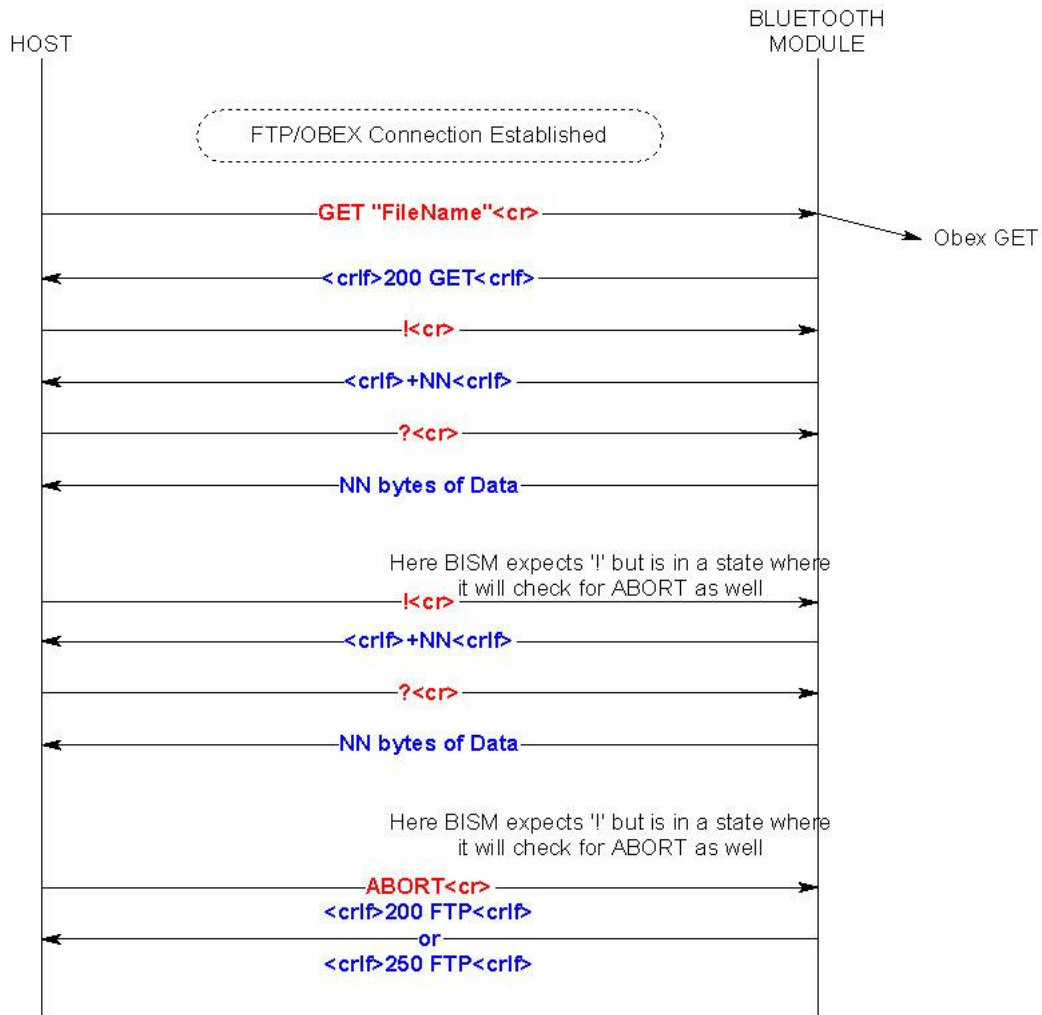 HOST
BLUETOOTH
MODULE
FTP/OBEX Connection Established
GET "FileName"<cr>
Obex GET
<crlf>200 GET<crlf>
!<cr>
<crlf>+NN<crlf>
?<cr>
NN bytes of Data
Here BISM expects '!' but is in a state where
it will check for ABORT as well
!<cr>
<crlf>+NN<crlf>
?<cr>
NN bytes of Data
Here BISM expects '!' but is in a state where
it will check for ABORT as well
ABORT<cr>
<crlf>200 FTP<crlf>
or
<crlf>250 FTP<crlf>